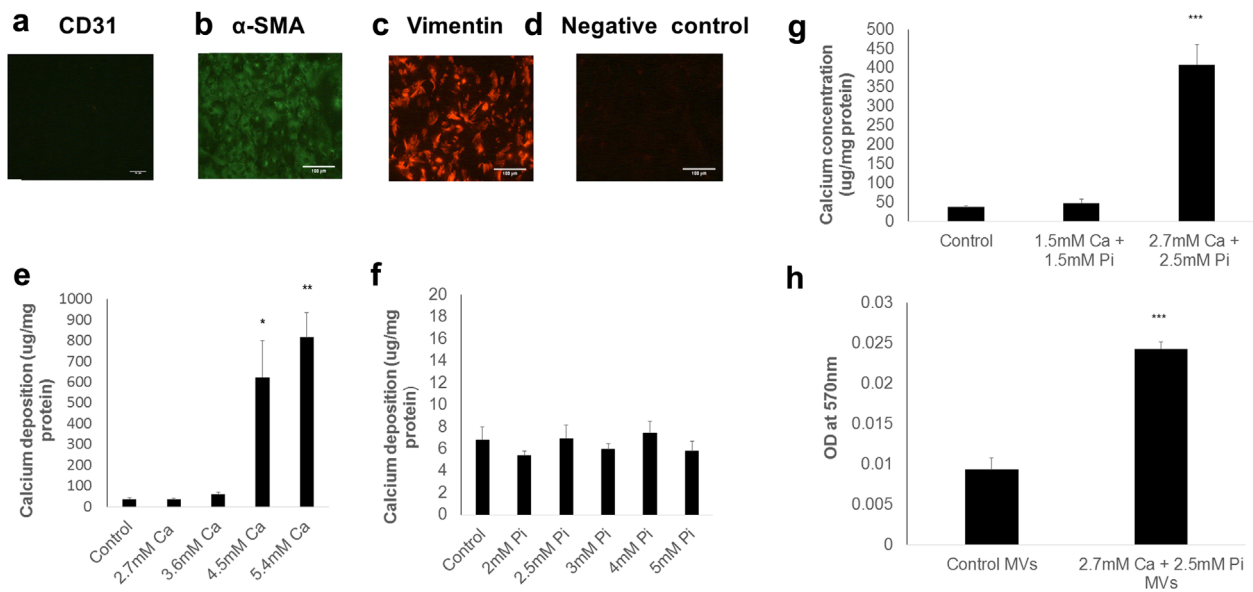 a CD31
b α-SMA
c Vimentin
d Negative control
100 μm
100 μm
100 μm
e
Calcium deposition (ug/mg
protein)
1000
900
800
700
600
500
400
300
200
100
0
*
**
Control
2.7mM Ca
3.6mM Ca
4.5mM Ca
5.4mM Ca
f
Calcium deposition (ug/mg
protein)
20
18
16
14
12
10
8
6
4
2
0
Control
2mM Pi
2.5mM Pi
3mM Pi
4mM Pi
5mM Pi
g
Calcium concentration
(ug/mg protein)
500
450
400
350
300
250
200
150
100
50
0
***
Control
1.5mM Ca +
1.5mM Pi
2.7mM Ca +
2.5mM Pi
h
OD at 570nm
0.03
0.025
0.02
0.015
0.01
0.005
0
***
Control MVs
2.7mM Ca + 2.5mM Pi
MVs